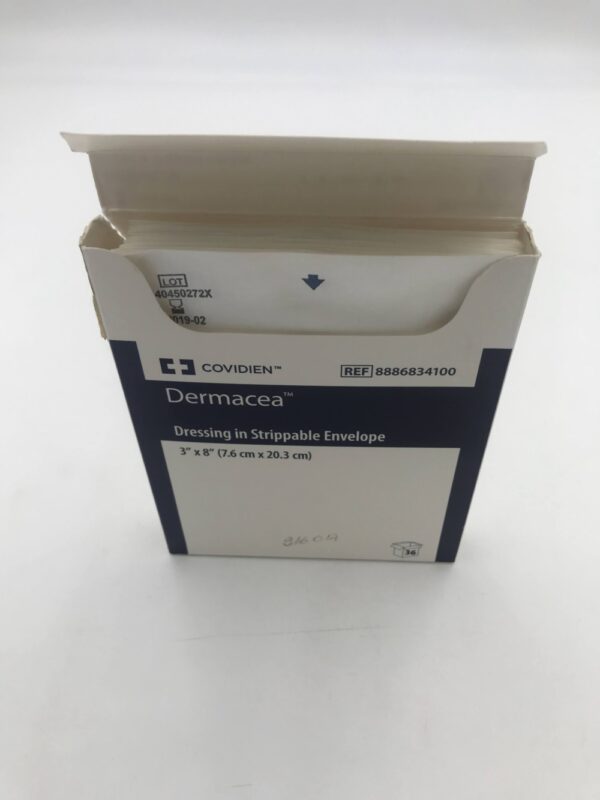 LOT
40450272X
019-02
COVIDIEN™
REF 8886834100
Dermacea™
Dressing in Strippable Envelope
3" x 8" (7.6 cm x 20.3 cm)
36